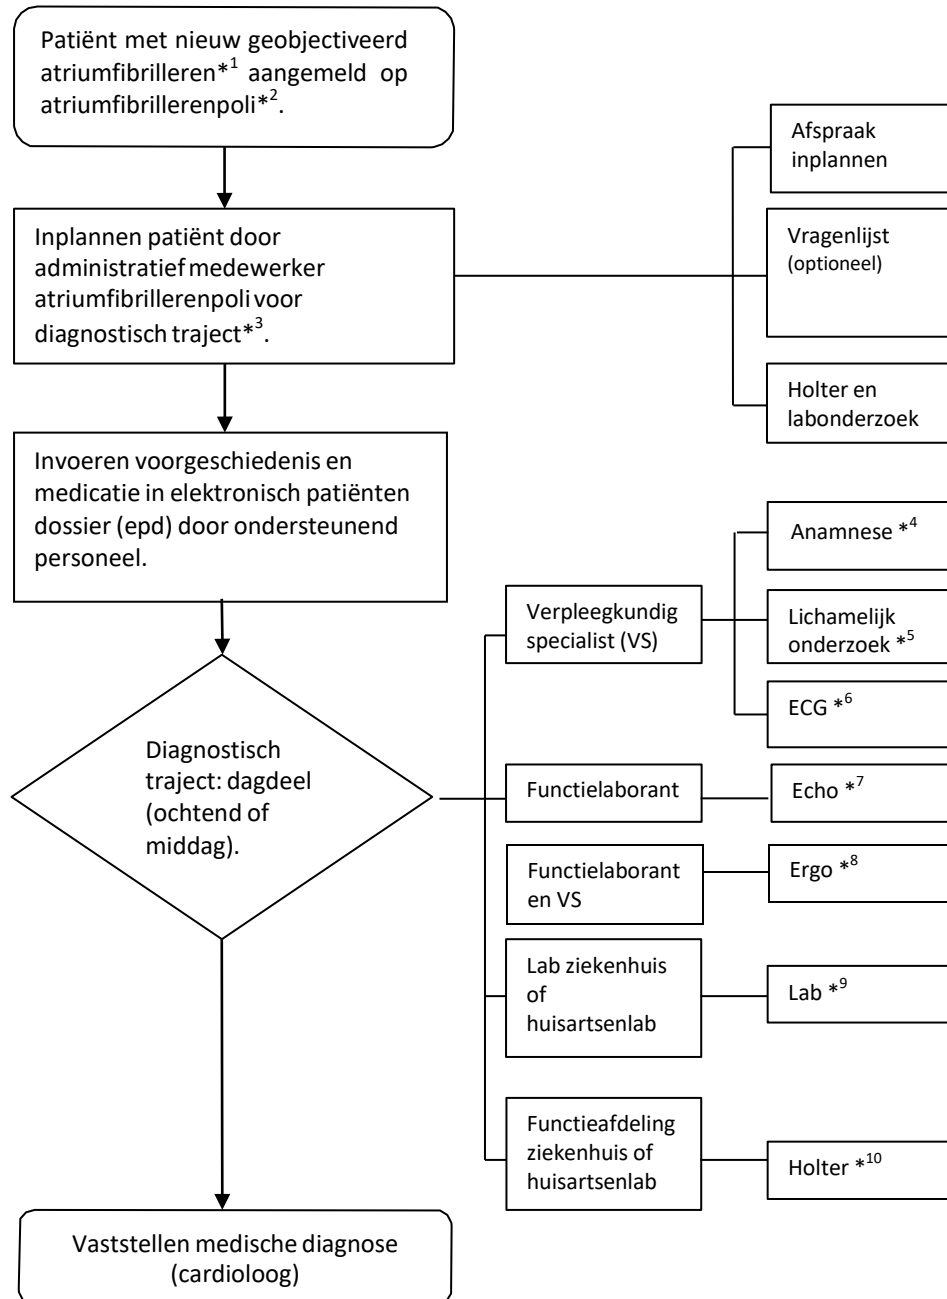 Patiënt met nieuw geobjectiveerd
atriumfibrilleren*1 aangemeld op
atriumfibrillerenpoli*2.
Inplannen patiënt door
administratief medewerker
atriumfibrillerenpoli voor
diagnostisch traject*3.
Afspraak
inplannen
Vragenlijst
(optioneel)
Holter en
labonderzoek
Invoeren voorgeschiedenis en
medicatie in elektronisch patiënten
dossier (epd) door ondersteunend
personeel.
Diagnostisch
traject: dagdeel
(ochtend of
middag).
Verpleegkundig
specialist (VS)
Anamnese *4
Lichamelijk
onderzoek *5
ECG *6
Functielaborant
Echo *7
Functielaborant
en VS
Ergo *8
Lab ziekenhuis
of
huisartsenlab
Lab *9
Functieafdeling
ziekenhuis of
huisartsenlab
Holter *10
Vaststellen medische diagnose
(cardioloog)